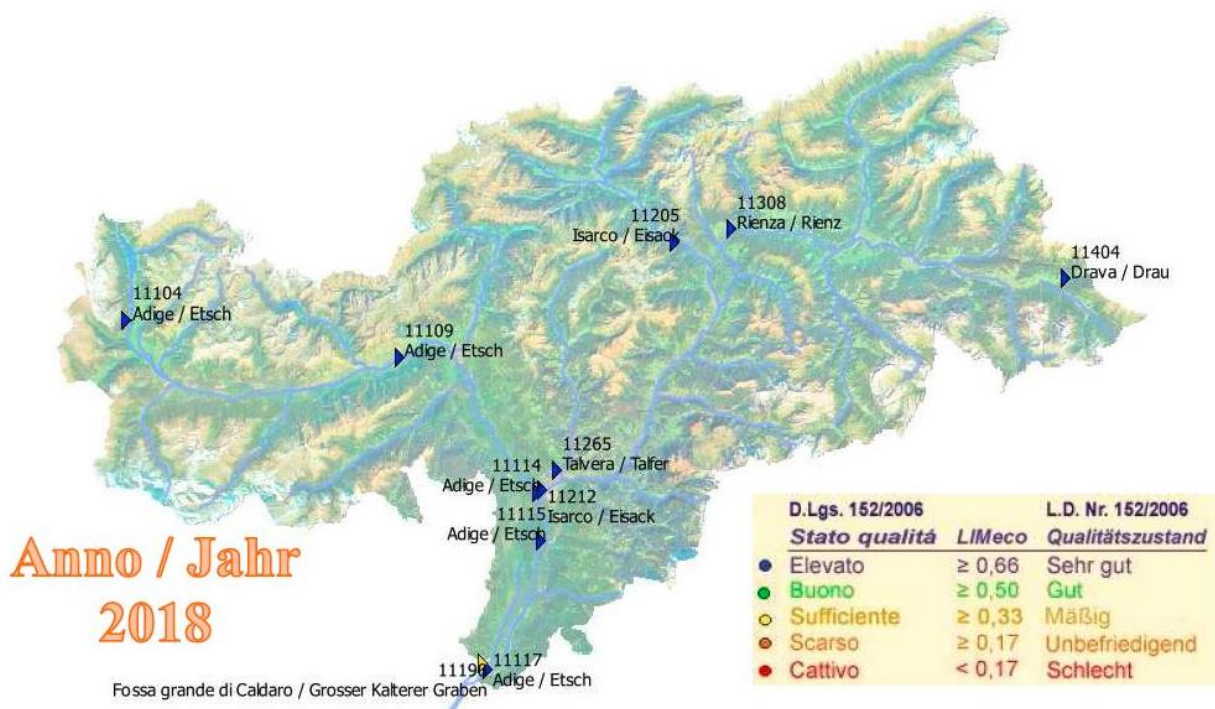 11308
Rienza / Rienz
11205
Isarco / Eisack
11404
Drava / Drau
11104
Adige / Etsch
11109
Adige / Etsch
11265
Talvera / Talfer
11114
Adige / Etsch
11212
Isarco / Eisack
11115
Adige / Etsch
11117
Adige / Etsch
Fossa grande di Caldaro / Grosser Kalterer Graben
Anno / Jahr
2018
D.Lgs. 152/2006 L.D. Nr. 152/2006
Stato qualitá LIMeco Qualitätszustand
Elevato ≥ 0,66 Sehr gut
Buono ≥ 0,50 Gut
Sufficiente ≥ 0,33 Mäßig
Scarso ≥ 0,17 Unbefriedigend
Cattivo < 0,17 Schlecht